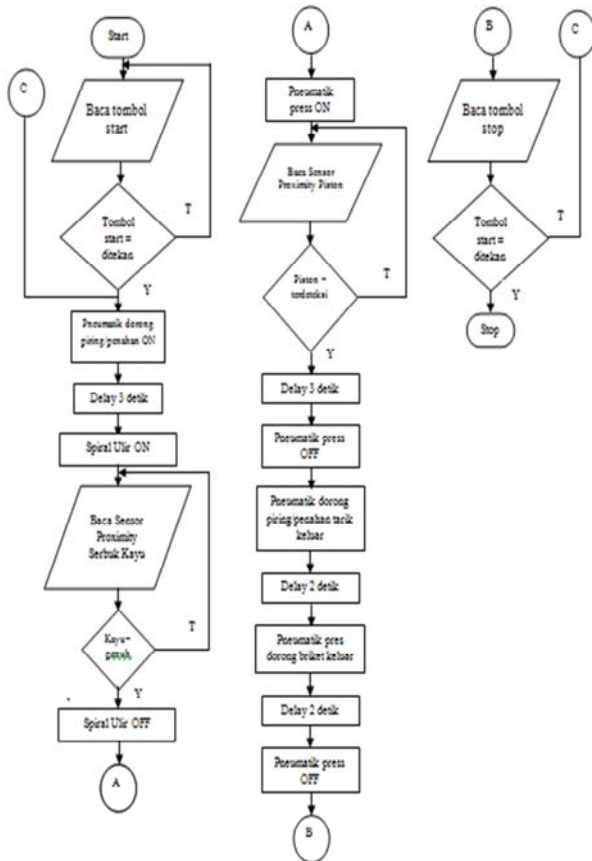 Start
C
Baca tombol
start
Tombol
start =
ditekan
T
Y
Pneumatik dorong
piring/penahan ON
Delay 3 detik
Spiral Ulir ON
Baca Sensor
Proximity
Serbuk Kayu
Kayu=
penuh
T
Y
Spiral Ulir OFF
A
A
Pneumatik
press ON
Baca Sensor
Proximity Piston
Piston =
terdeteksi
T
Y
Delay 3 detik
Pneumatik press
OFF
Pneumatik dorong
piring penahan tarik
keluar
Delay 2 detik
Pneumatik pres
dorong briket keluar
Delay 2 detik
Pneumatik press
OFF
B
B
C
Baca tombol
stop
Tombol
start =
ditekan
T
Y
Stop